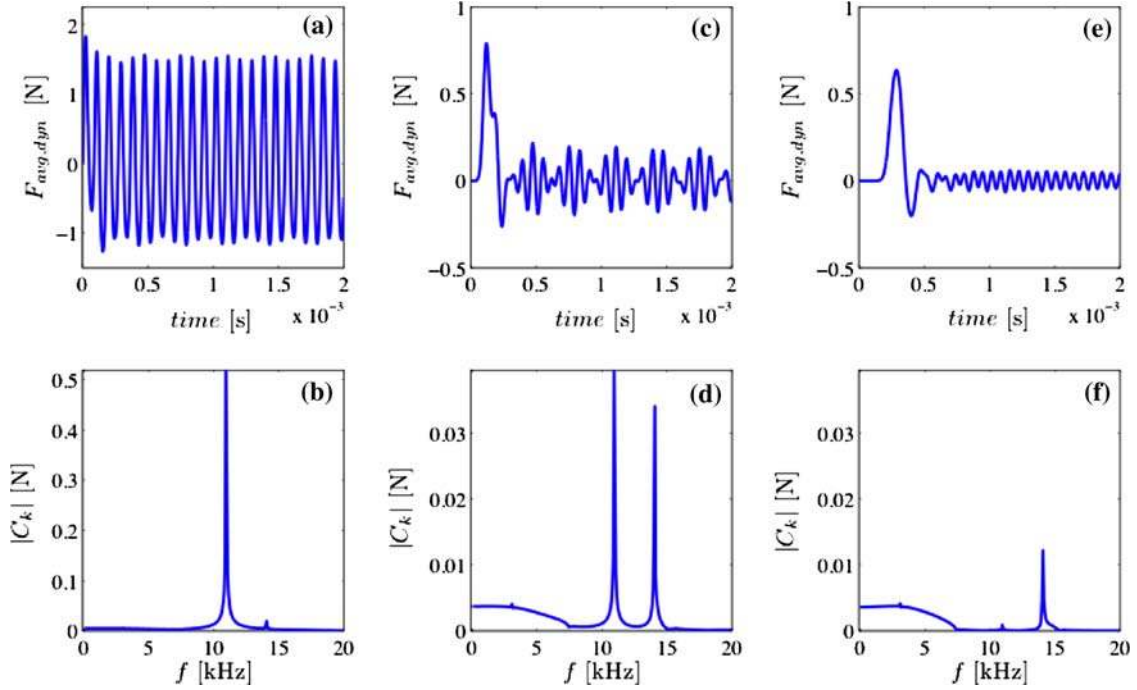 (a)
F_avg.dyn [N]
2
1
0
−1
0 0.5 1 1.5 2
time [s] x 10⁻³
(c)
F_avg.dyn [N]
1
0.5
0
−0.5
0 0.5 1 1.5 2
time [s] x 10⁻³
(e)
F_avg.dyn [N]
1
0.5
0
−0.5
0 0.5 1 1.5 2
time [s] x 10⁻³
(b)
|C_k| [N]
0.5
0.4
0.3
0.2
0.1
0
0 5 10 15 20
f [kHz]
(d)
|C_k| [N]
0.03
0.02
0.01
0
0 5 10 15 20
f [kHz]
(f)
|C_k| [N]
0.03
0.02
0.01
0
0 5 10 15 20
f [kHz]